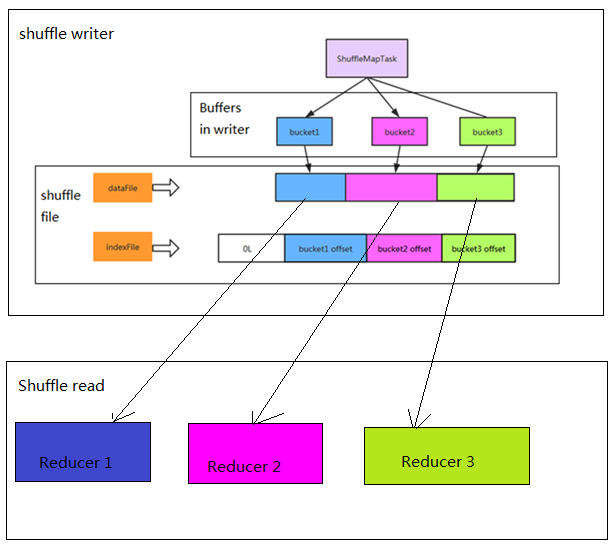 shuffle writer
ShuffleMapTask
Buffers
in writer
bucket1
bucket2
bucket3
shuffle
file
dataFile
indexFile
0L
bucket1 offset
bucket2 offset
bucket3 offset
Shuffle read
Reducer 1
Reducer 2
Reducer 3